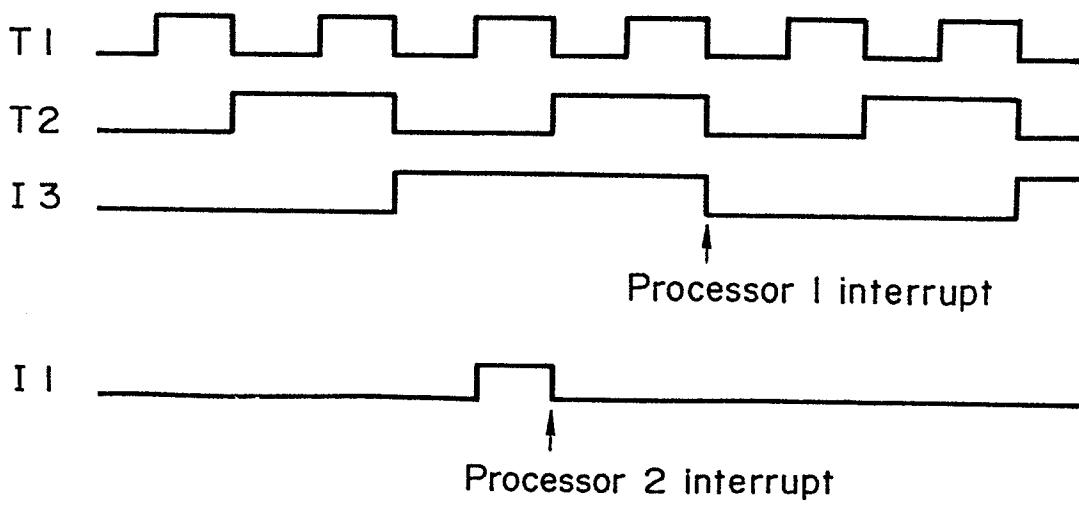 T1
T2
I3
Processor 1 interrupt
I1
Processor 2 interrupt